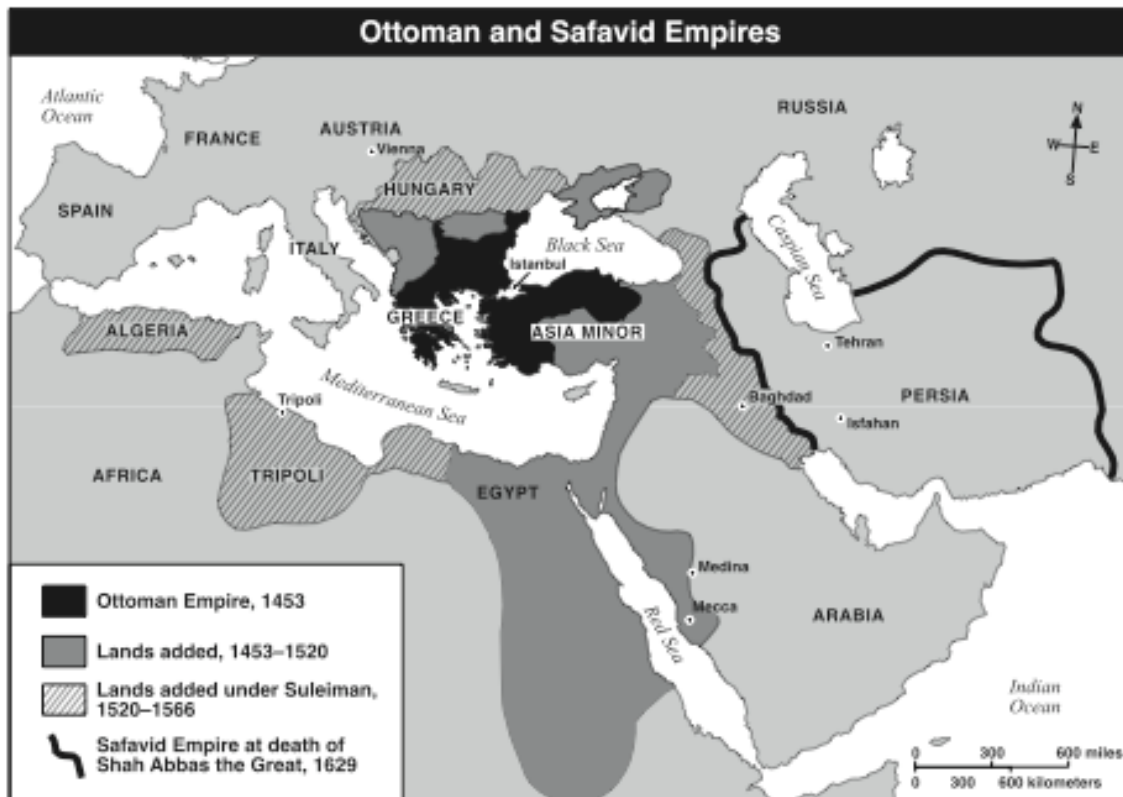 Ottoman and Safavid Empires
Atlantic
Ocean
FRANCE
AUSTRIA
Vienna
RUSSIA
N
W
E
S
HUNGARY
SPAIN
ITALY
Black Sea
Istanbul
Caspian Sea
ALGERIA
GREECE
ASIA MINOR
Tehran
Mediterranean Sea
Tripoli
Baghdad
PERSIA
Isfahan
AFRICA
TRIPOLI
EGYPT
Medina
Mecca
Red Sea
ARABIA
Indian
Ocean
Ottoman Empire, 1453
Lands added, 1453–1520
Lands added under Suleiman,
1520–1566
Safavid Empire at death of
Shah Abbas the Great, 1629
0 300 600 miles
0 300 600 kilometers